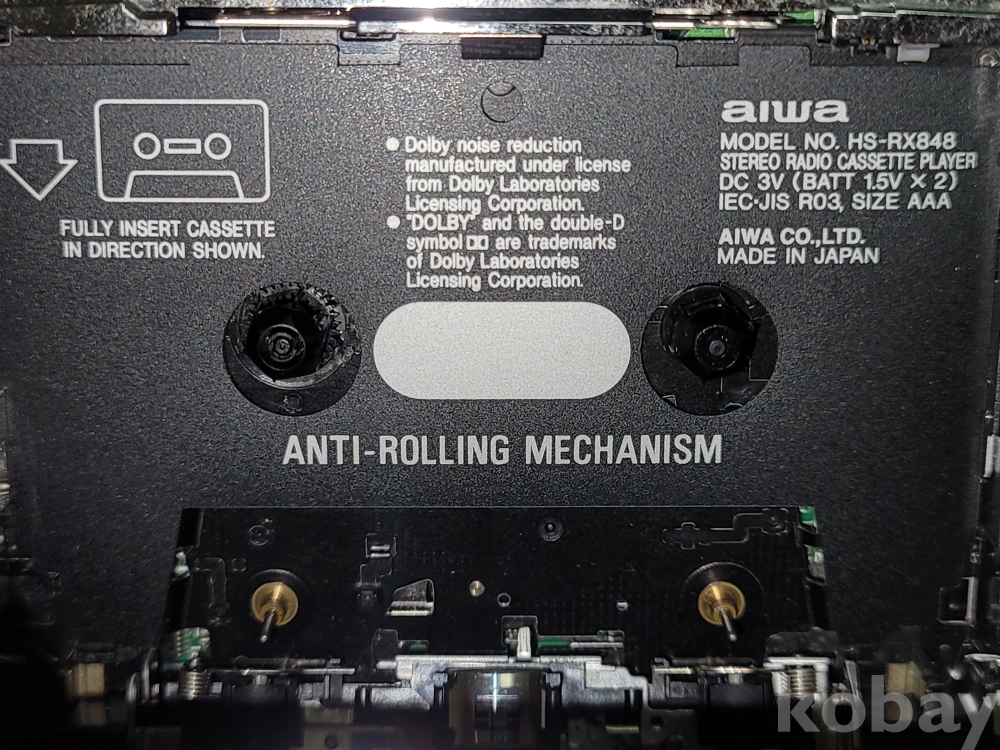 FULLY INSERT CASSETTE
IN DIRECTION SHOWN.
● Dolby noise reduction
manufactured under license
from Dolby Laboratories
Licensing Corporation.
● "DOLBY" and the double-D
symbol are trademarks
of Dolby Laboratories
Licensing Corporation.
aiwa
MODEL NO. HS-RX848
STEREO RADIO CASSETTE PLAYER
DC 3V (BATT 1.5V X 2)
IEC·JIS R03, SIZE AAA
AIWA CO.,LTD.
MADE IN JAPAN
ANTI-ROLLING MECHANISM
kobay